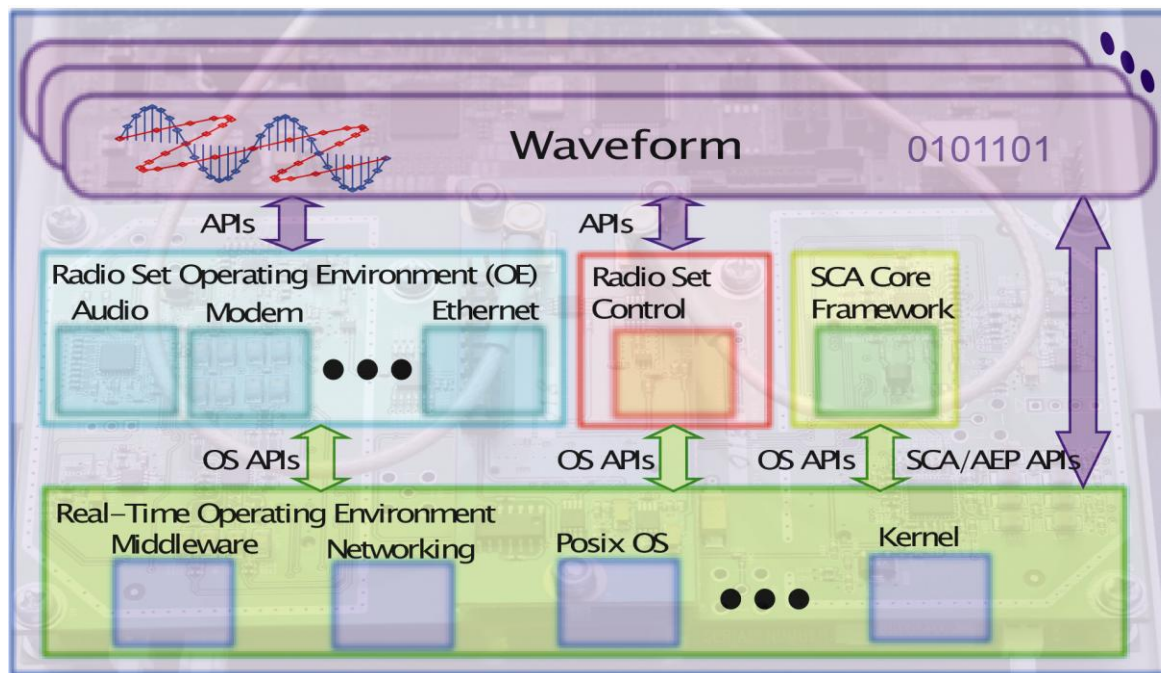 Waveform
0101101
APIs
APIs
Radio Set Operating Environment (OE)
Audio
Modem
Ethernet
Radio Set
Control
SCA Core
Framework
OS APIs
OS APIs
OS APIs
SCA/AEP APIs
Real-Time Operating Environment
Middleware
Networking
Posix OS
Kernel